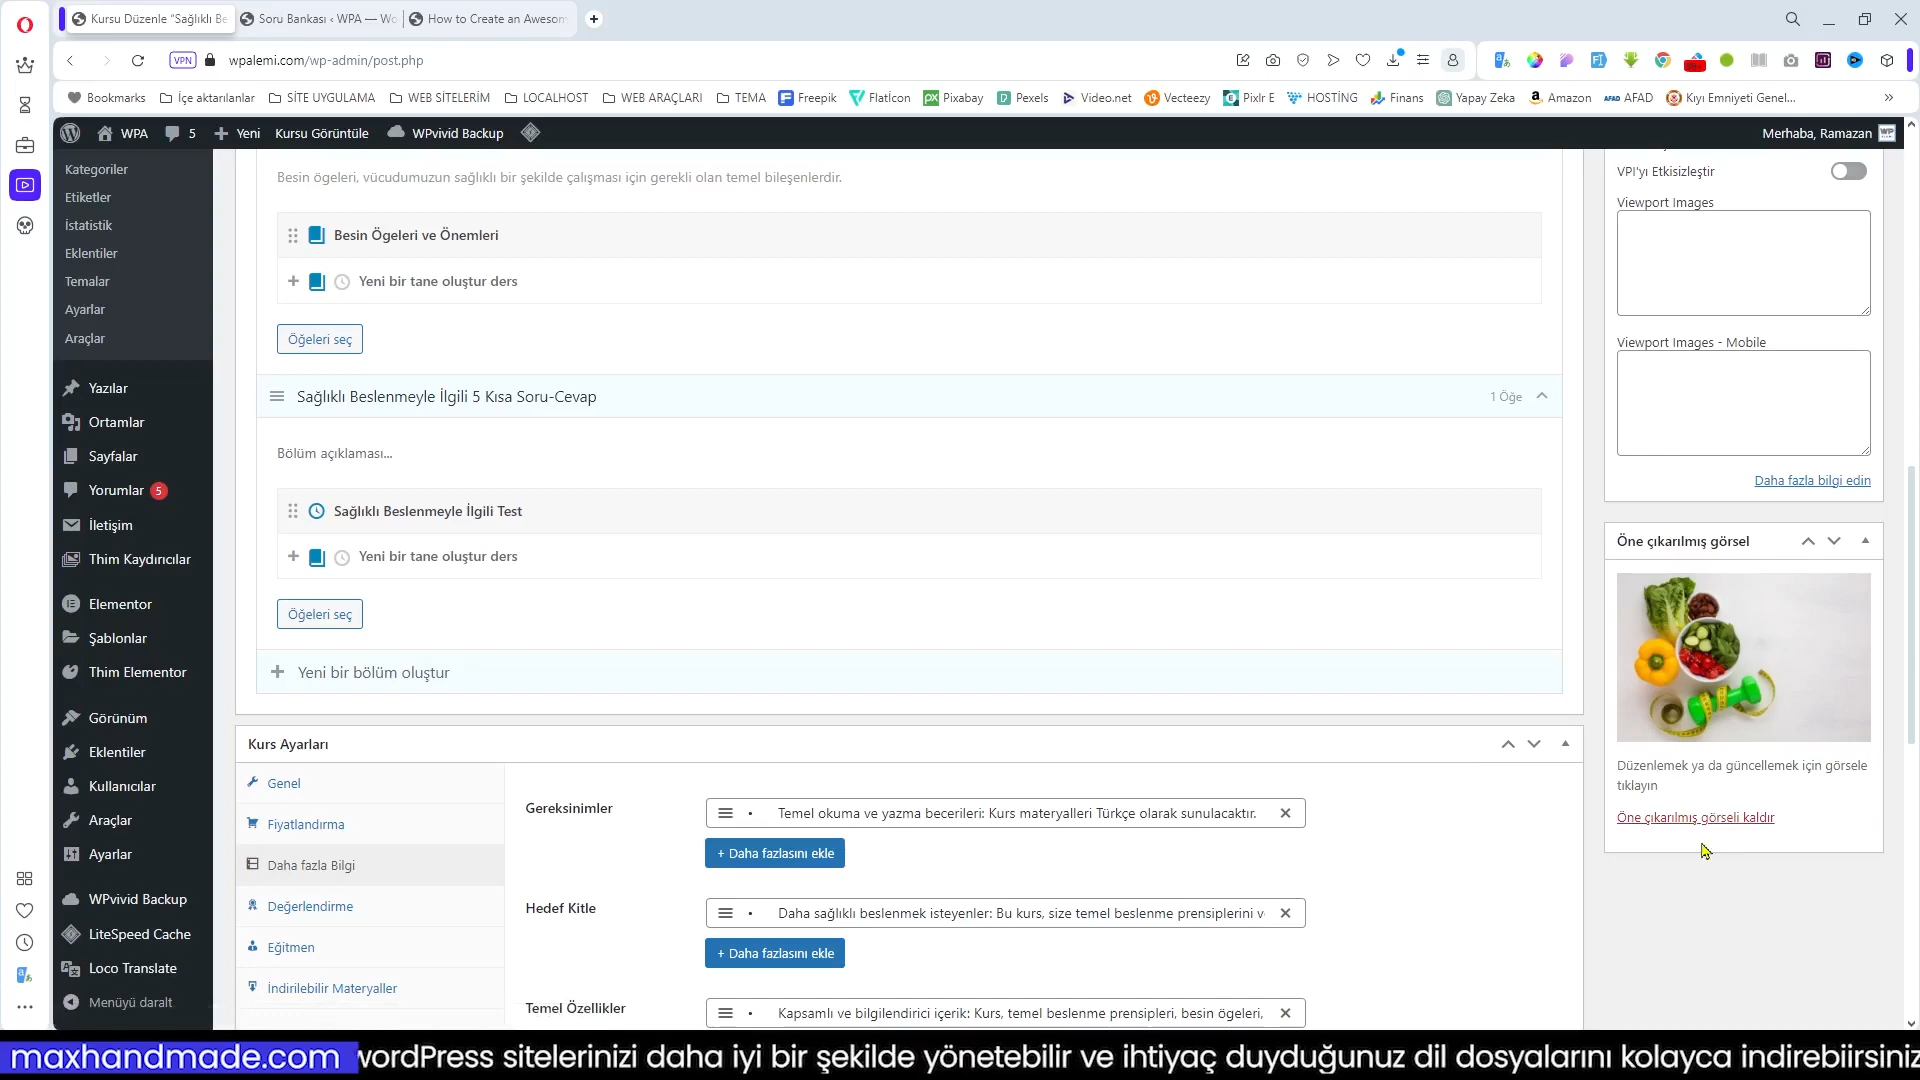 Kursu Düzenle "Sağlıklı Be
Soru Bankası ‹ WPA — Wo
How to Create an Awesom
VPN
wpalemi.com/wp-admin/post.php
Bookmarks
İçe aktarılanlar
SİTE UYGULAMA
WEB SİTELERİM
LOCALHOST
WEB ARAÇLARI
TEMA
Freepik
Flatİcon
Pixabay
Pexels
Video.net
Vecteezy
Pixlr E
HOSTİNG
Finans
Yapay Zeka
Amazon
AFAD
Kıyı Emniyeti Genel...
WPA
5
Yeni
Kursu Görüntüle
WPvivid Backup
Merhaba, Ramazan
Kategoriler
Etiketler
İstatistik
Eklentiler
Temalar
Ayarlar
Araçlar
Yazılar
Ortamlar
Sayfalar
Yorumlar 5
İletişim
Thim Kaydırıcılar
Elementor
Şablonlar
Thim Elementor
Görünüm
Eklentiler
Kullanıcılar
Araçlar
Ayarlar
WPvivid Backup
LiteSpeed Cache
Loco Translate
Menüyü daralt
Besin ögeleri, vücudumuzun sağlıklı bir şekilde çalışması için gerekli olan temel bileşenlerdir.
Besin Ögeleri ve Önemleri
Yeni bir tane oluştur ders
Öğeleri seç
Sağlıklı Beslenmeyle İlgili 5 Kısa Soru-Cevap
1 Öğe
Bölüm açıklaması...
Sağlıklı Beslenmeyle İlgili Test
Yeni bir tane oluştur ders
Öğeleri seç
Yeni bir bölüm oluştur
Kurs Ayarları
Genel
Fiyatlandırma
Daha fazla Bilgi
Değerlendirme
Eğitmen
İndirilebilir Materyaller
Gereksinimler
• Temel okuma ve yazma becerileri: Kurs materyalleri Türkçe olarak sunulacaktır.
+ Daha fazlasını ekle
Hedef Kitle
• Daha sağlıklı beslenmek isteyenler: Bu kurs, size temel beslenme prensiplerini v
+ Daha fazlasını ekle
Temel Özellikler
• Kapsamlı ve bilgilendirici içerik: Kurs, temel beslenme prensipleri, besin ögeleri,
VPI'yı Etkisizleştir
Viewport Images
Viewport Images - Mobile
Daha fazla bilgi edin
Öne çıkarılmış görsel
Düzenlemek ya da güncellemek için görsele
tıklayın
Öne çıkarılmış görseli kaldır
maxhandmade.com
wordPress sitelerinizi daha iyi bir şekilde yönetebilir ve ihtiyaç duyduğunuz dil dosyalarını kolayca indirebiirsiniz